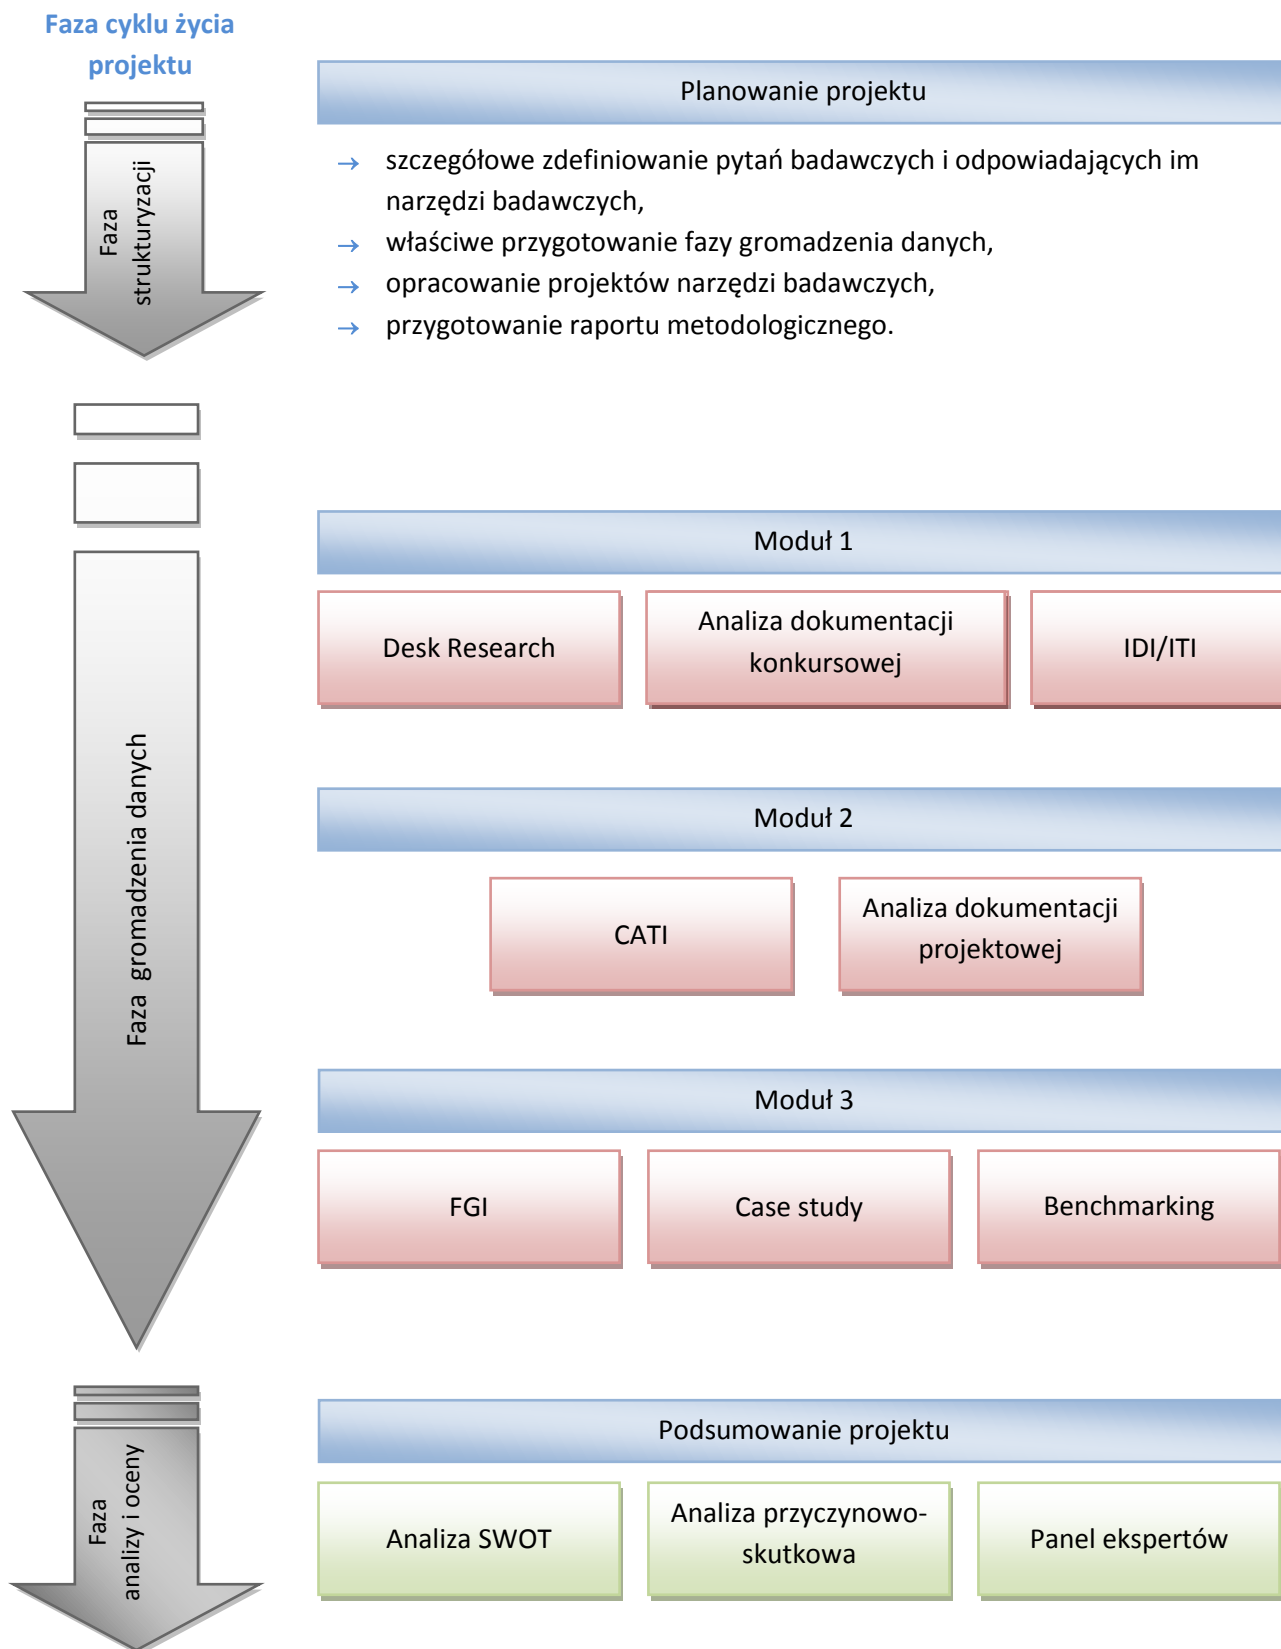 Faza cyklu życia
projektu
Planowanie projektu
Faza
strukturyzacji
→ szczegółowe zdefiniowanie pytań badawczych i odpowiadających im
narzędzi badawczych,
→ właściwe przygotowanie fazy gromadzenia danych,
→ opracowanie projektów narzędzi badawczych,
→ przygotowanie raportu metodologicznego.
Faza gromadzenia danych
Moduł 1
Desk Research
Analiza dokumentacji
konkursowej
IDI/ITI
Moduł 2
CATI
Analiza dokumentacji
projektowej
Moduł 3
FGI
Case study
Benchmarking
Faza
analizy i oceny
Podsumowanie projektu
Analiza SWOT
Analiza przyczynowo-
skutkowa
Panel ekspertów